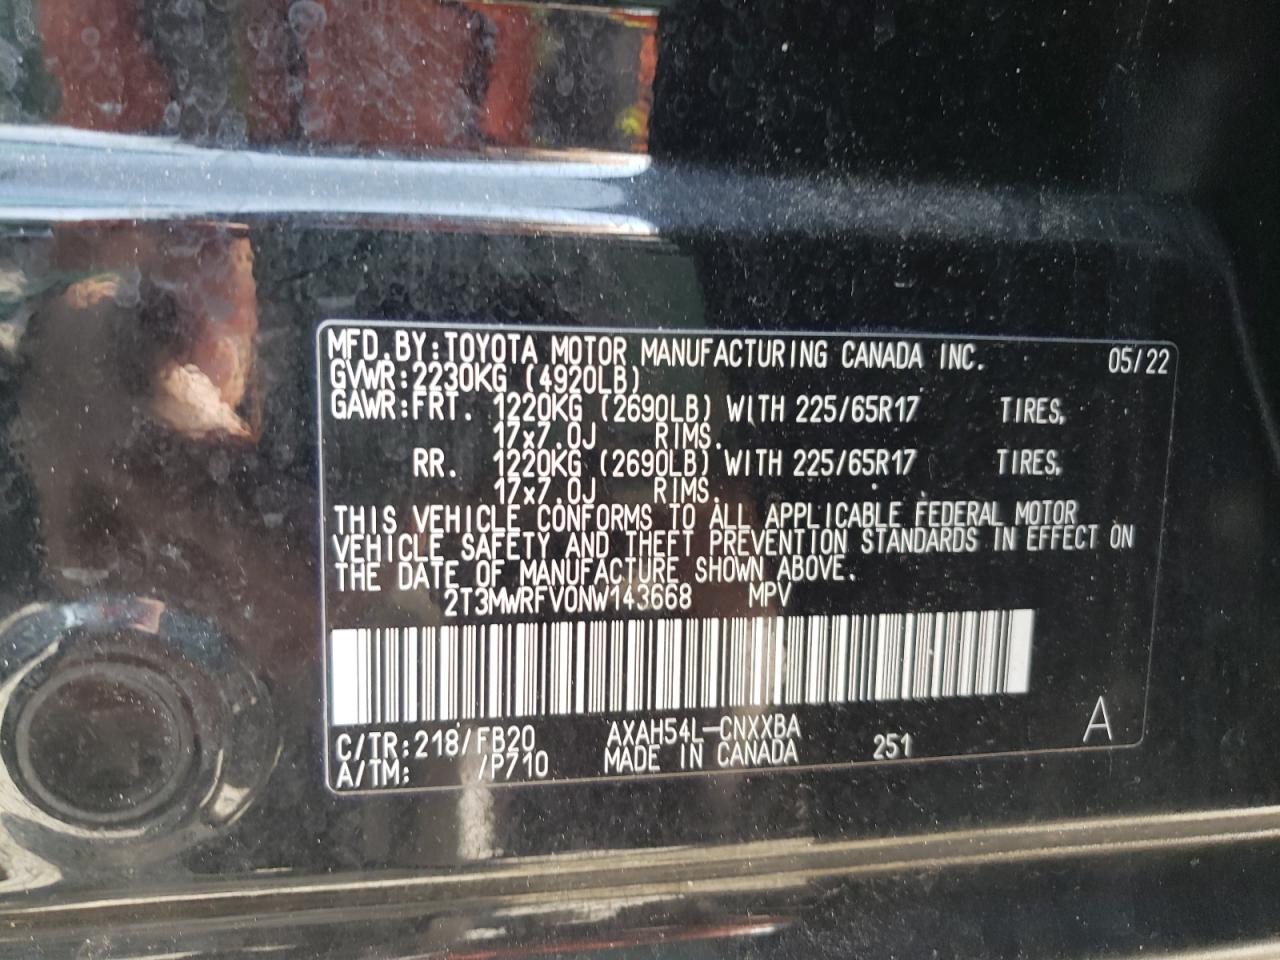 MFD.BY:TOYOTA MOTOR MANUFACTURING CANADA INC. 05/22
GVWR:2230KG (4920LB)
GAWR:FRT. 1220KG (2690LB) WITH 225/65R17 TIRES,
17x7.0J RIMS.
RR. 1220KG (2690LB) WITH 225/65R17 TIRES,
17x7.0J RIMS.
THIS VEHICLE CONFORMS TO ALL APPLICABLE FEDERAL MOTOR
VEHICLE SAFETY AND THEFT PREVENTION STANDARDS IN EFFECT ON
THE DATE OF MANUFACTURE SHOWN ABOVE.
2T3MWRFV0NW143668 MPV
C/TR:218/FB20 AXAH54L-CNXXBA
A/TM: /P710 MADE IN CANADA 251 A